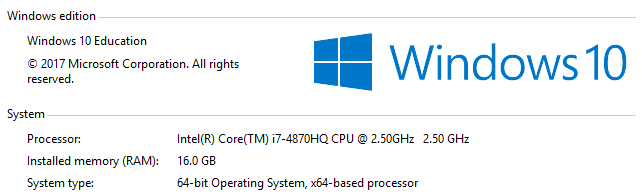 Windows edition
Windows 10 Education
© 2017 Microsoft Corporation. All rights
reserved.
Windows 10
System
Processor: Intel(R) Core(TM) i7-4870HQ CPU @ 2.50GHz 2.50 GHz
Installed memory (RAM): 16.0 GB
System type: 64-bit Operating System, x64-based processor